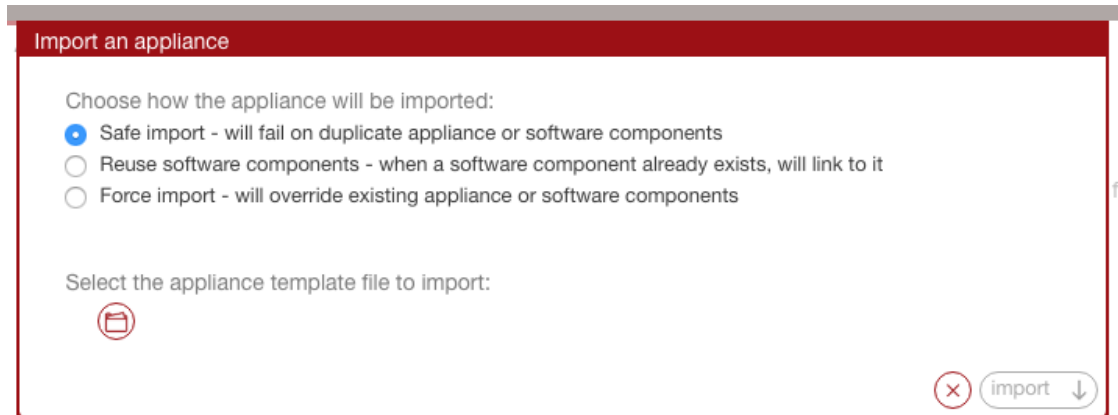 Import an appliance
Choose how the appliance will be imported:
Safe import - will fail on duplicate appliance or software components
Reuse software components - when a software component already exists, will link to it
Force import - will override existing appliance or software components
Select the appliance template file to import:
import